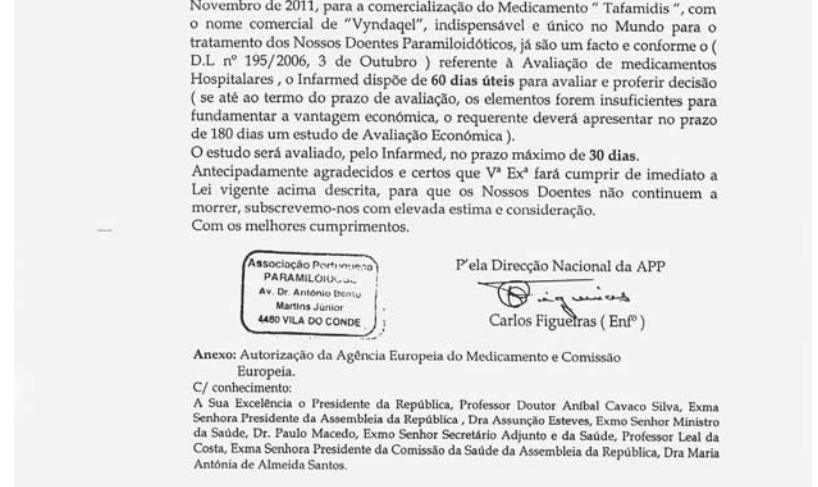 Novembro de 2011, para a comercialização do Medicamento " Tafamidis ", com
o nome comercial de "Vyndaqel", indispensável e único no Mundo para o
tratamento dos Nossos Doentes Paramiloidóticos, já são um facto e conforme o (
D.L nº 195/2006, 3 de Outubro ) referente à Avaliação de medicamentos
Hospitalares , o Infarmed dispõe de 60 dias úteis para avaliar e proferir decisão
( se até ao termo do prazo de avaliação, os elementos forem insuficientes para
fundamentar a vantagem económica, o requerente deverá apresentar no prazo
de 180 dias um estudo de Avaliação Económica ).
O estudo será avaliado, pelo Infarmed, no prazo máximo de 30 dias.
Antecipadamente agradecidos e certos que Vª Exª fará cumprir de imediato a
Lei vigente acima descrita, para que os Nossos Doentes não continuem a
morrer, subscrevemo-nos com elevada estima e consideração.
Com os melhores cumprimentos.
Associação
Av. Dr. António
Martins Júnior
4480 VILA DO CONDE
P'ela Direcção Nacional da APP
Carlos Figueiras ( Enfº )
Anexo: Autorização da Agência Europeia do Medicamento e Comissão
Europeia.
C/ conhecimento:
A Sua Excelência o Presidente da República, Professor Doutor Aníbal Cavaco Silva, Exma
Senhora Presidente da Assembleia da República , Dra Assunção Esteves, Exmo Senhor Ministro
da Saúde, Dr. Paulo Macedo, Exmo Senhor Secretário Adjunto e da Saúde, Professor Leal da
Costa, Exma Senhora Presidente da Comissão da Saúde da Assembleia da República, Dra Maria
Antónia de Almeida Santos.